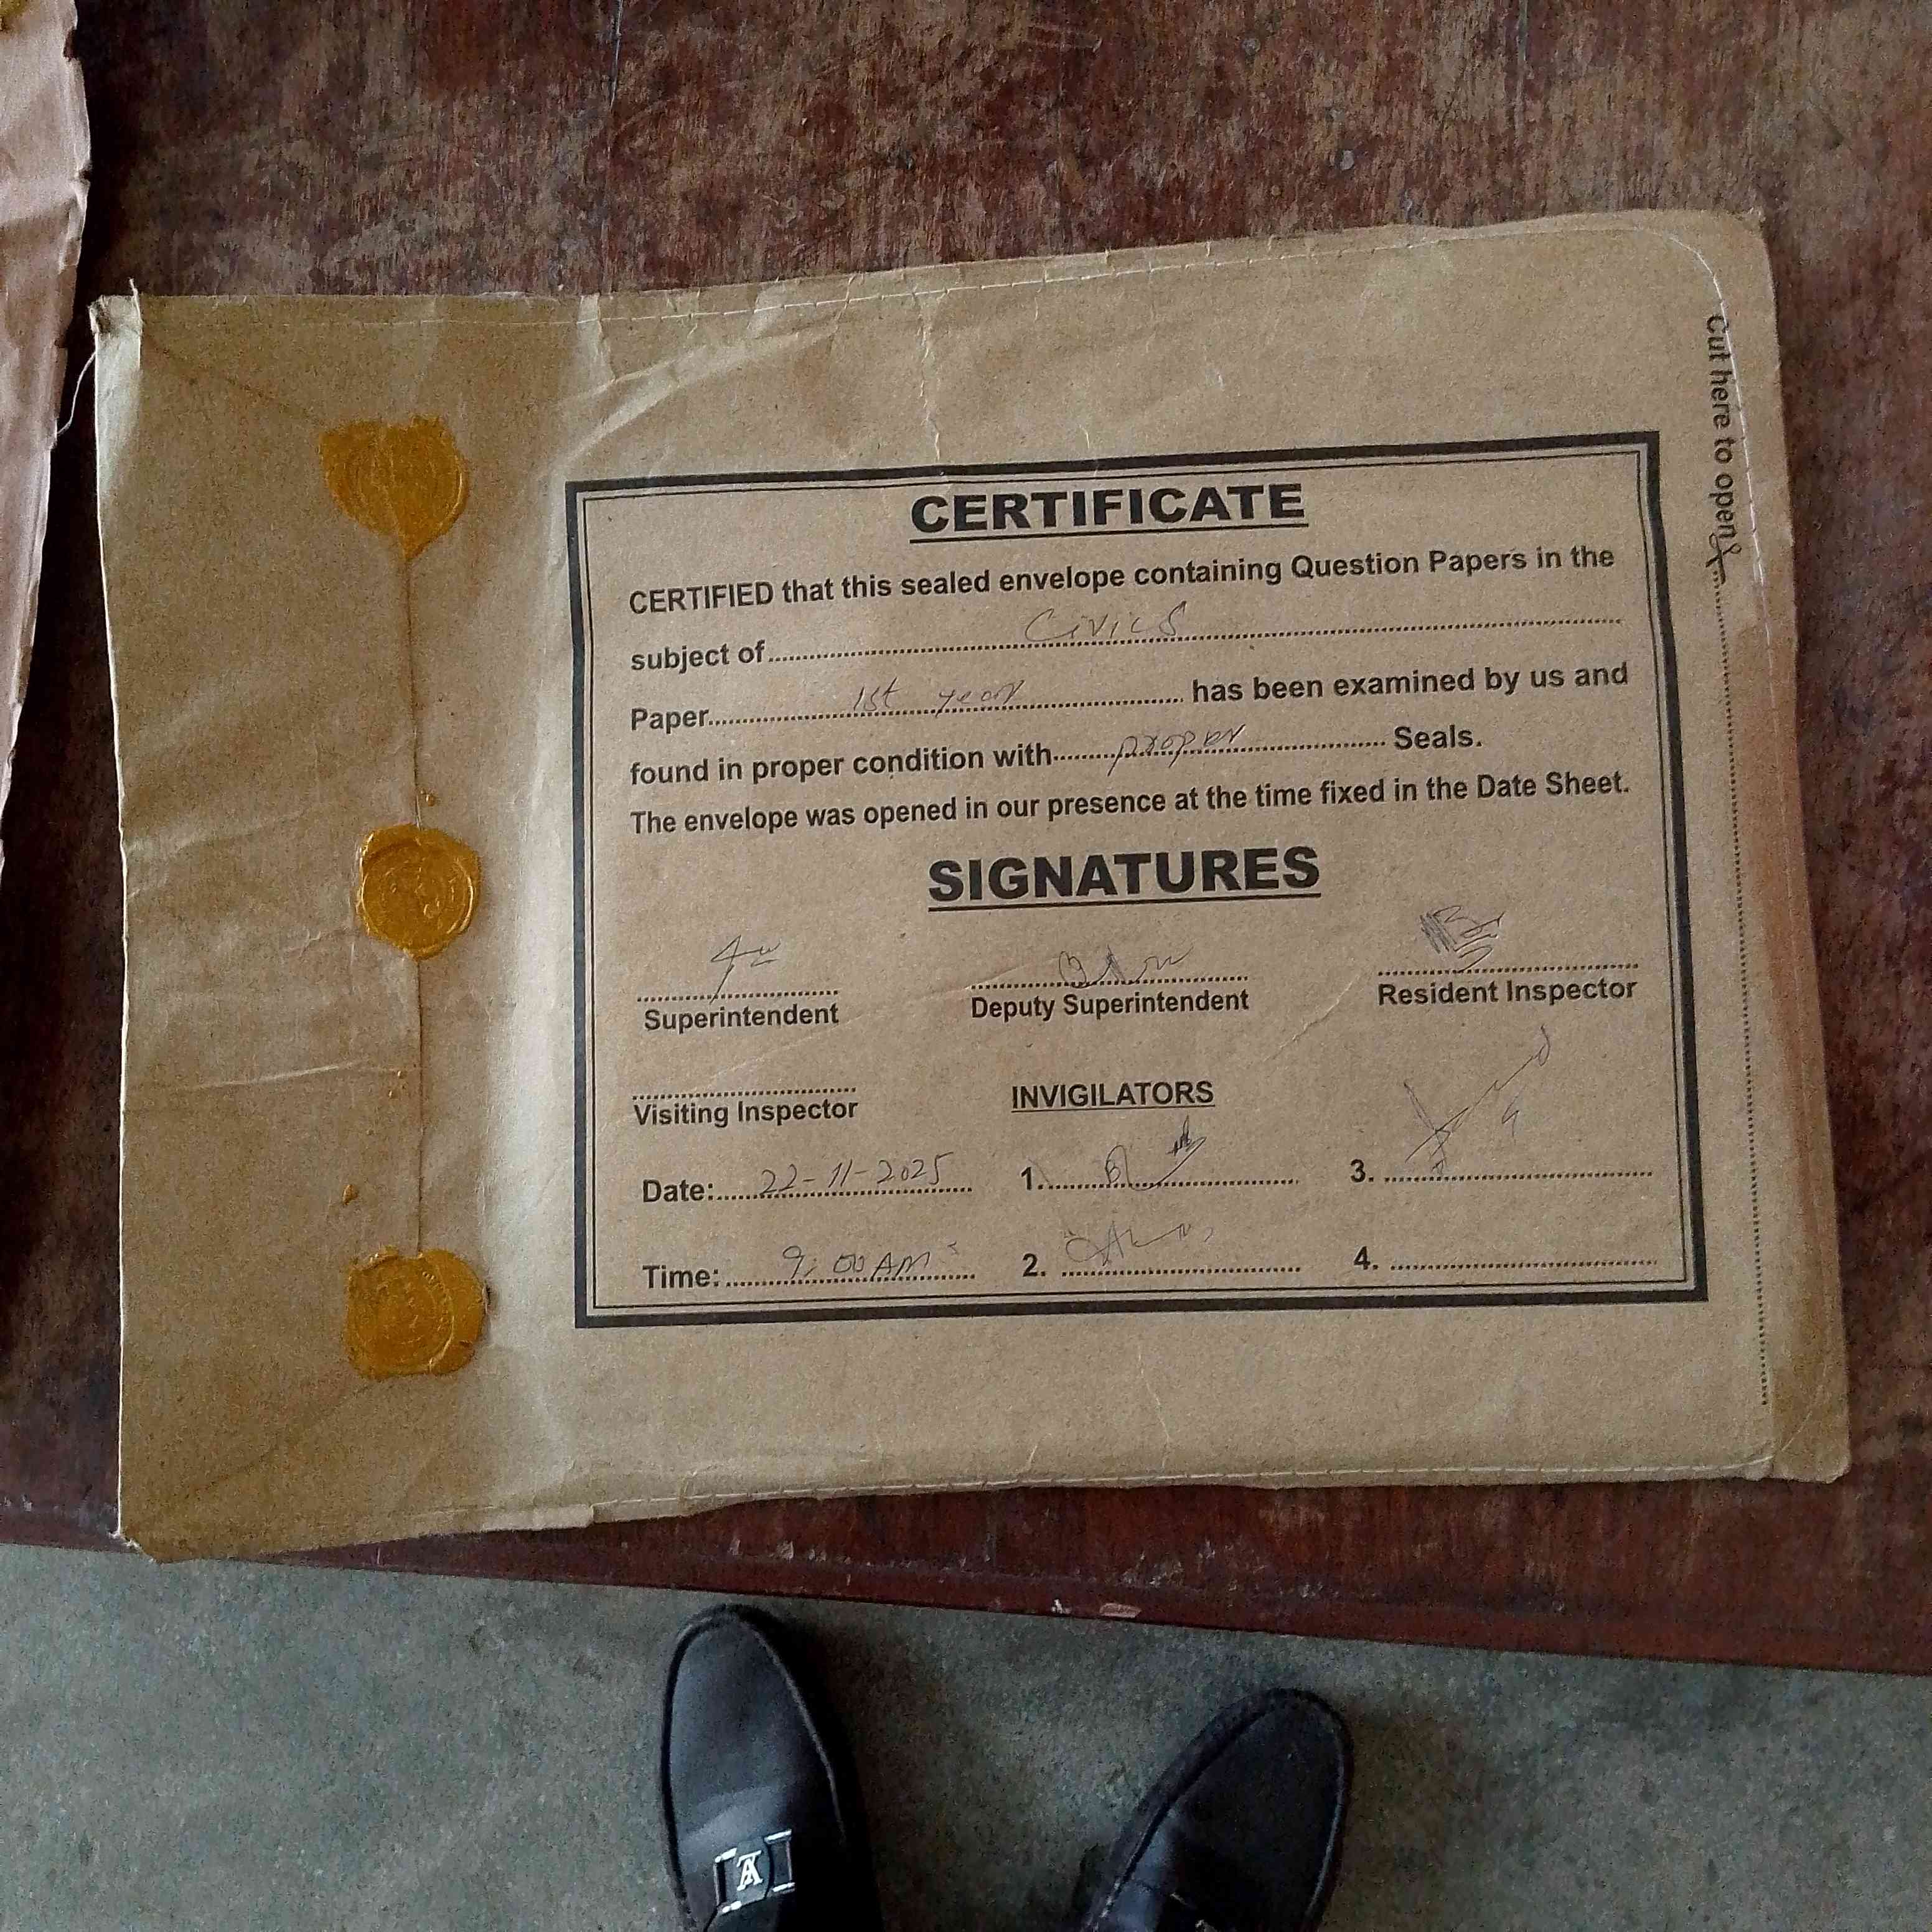 CERTIFICATE
CERTIFIED that this sealed envelope containing Question Papers in the
subject of.......... Civics ..........
Paper.......... 1st year .......... has been examined by us and
found in proper condition with.......... proper .......... Seals.
The envelope was opened in our presence at the time fixed in the Date Sheet.
SIGNATURES
Superintendent Deputy Superintendent Resident Inspector
Visiting Inspector INVIGILATORS
Date:.......... 22-11-2025 1. 3.
Time:.......... 9:00 AM 2. 4.
Cut here to open
A